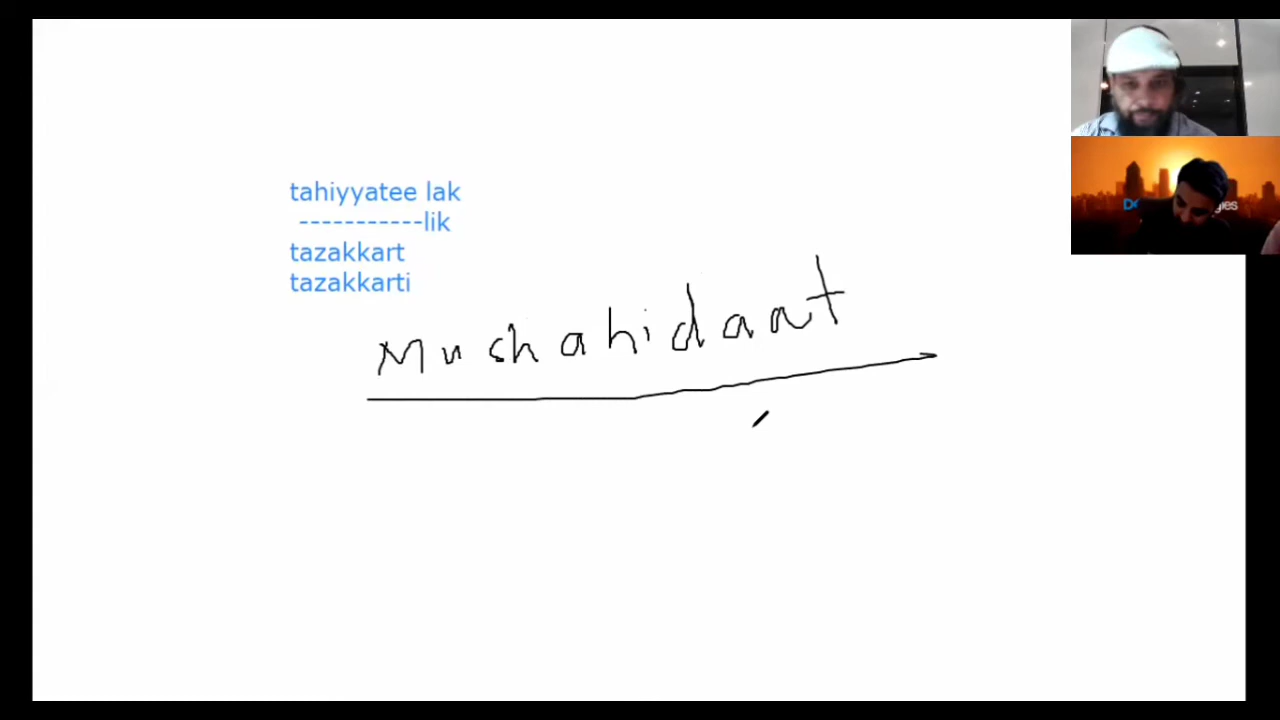 tahiyyatee lak
-----------lik
tazakkart
tazakkarti
Mushahidaat